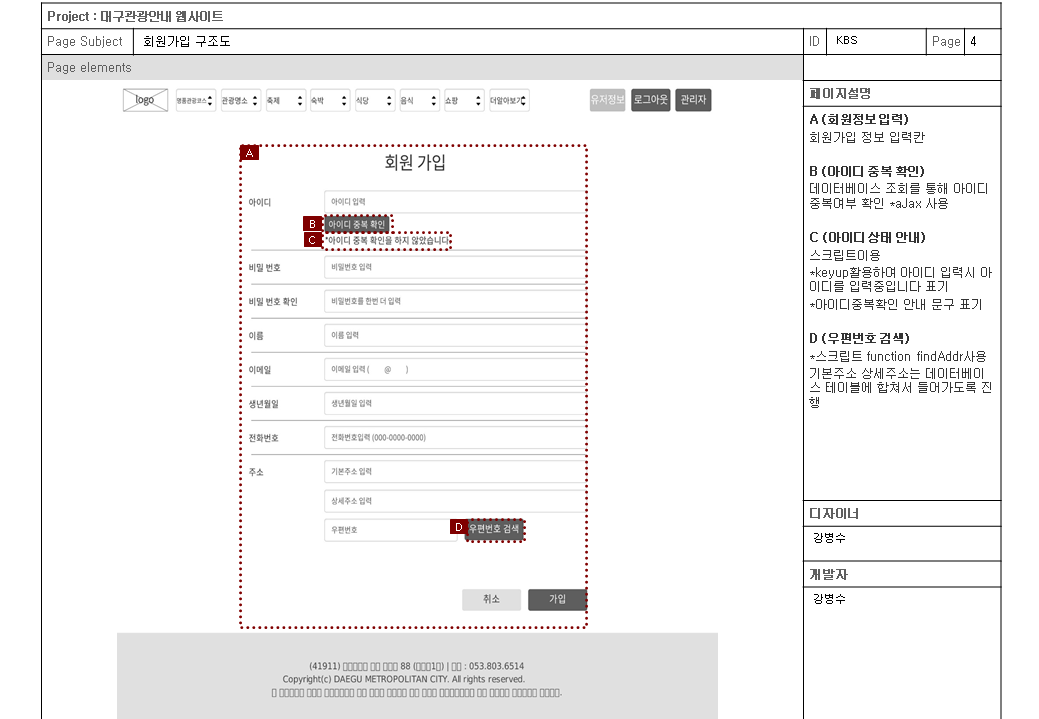 Project : 대구관광안내 웹사이트
Page Subject 회원가입 구조도 ID KBS Page 4
Page elements
logo 명품관광코스 관광명소 축제 숙박 식당 음식 쇼핑 더알아보기 유저정보 로그아웃 관리자
A
회원 가입
아이디 아이디 입력
B 아이디 중복 확인
C *아이디 중복 확인을 하지 않았습니다
비밀 번호 비밀번호 입력
비밀 번호 확인 비밀번호를 한번 더 입력
이름 이름 입력
이메일 이메일 입력 ( @ )
생년월일 생년월일 입력
전화번호 전화번호입력 (000-0000-0000)
주소 기본주소 입력
상세주소 입력
우편번호 D 우편번호 검색
취소 가입
(41911) 88 ( 1 ) | : 053.803.6514
Copyright(c) DAEGU METROPOLITAN CITY. All rights reserved.
페이지설명
A (회원정보입력)
회원가입 정보 입력칸
B (아이디 중복 확인)
데이터베이스 조회를 통해 아이디
중복여부 확인 *aJax 사용
C (아이디 상태 안내)
스크립트이용
*keyup활용하여 아이디 입력시 아
이디를 입력중입니다 표기
*아이디중복확인 안내 문구 표기
D (우편번호 검색)
*스크립트 function findAddr사용
기본주소 상세주소는 데이터베이
스 테이블에 합쳐서 들어가도록 진
행
디자이너
강병수
개발자
강병수